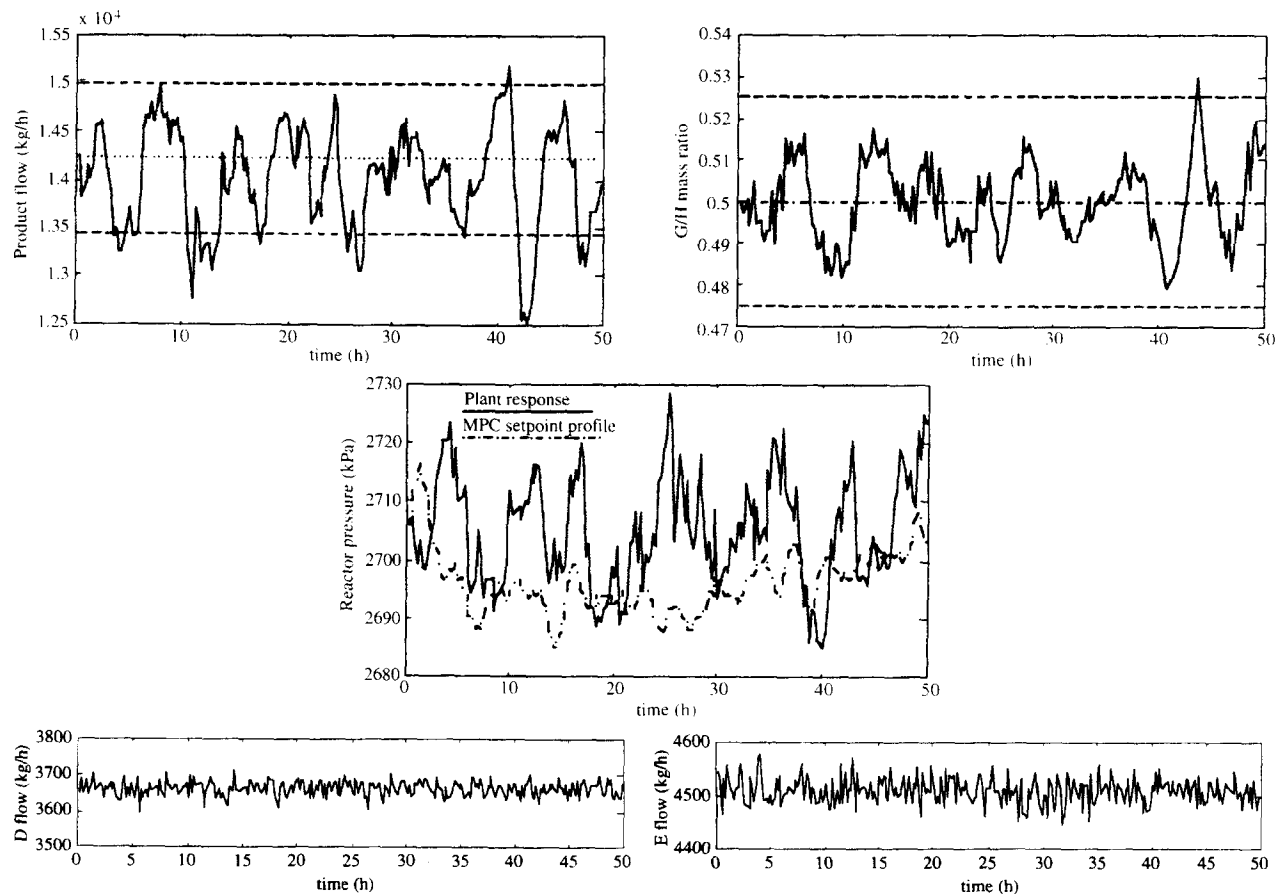 x 10⁴
1.55
1.5
1.45
1.4
1.35
1.3
1.25
Product flow (kg/h)
0 10 20 30 40 50
time (h)
0.54
0.53
0.52
0.51
0.5
0.49
0.48
0.47
G/H mass ratio
0 10 20 30 40 50
time (h)
2730
2720
2710
2700
2690
2680
Reactor pressure (kPa)
Plant response
MPC setpoint profile
0 10 20 30 40 50
time (h)
3800
3700
3600
3500
D flow (kg/h)
0 5 10 15 20 25 30 35 40 45 50
time (h)
4600
4500
4400
E flow (kg/h)
0 5 10 15 20 25 30 35 40 45 50
time (h)